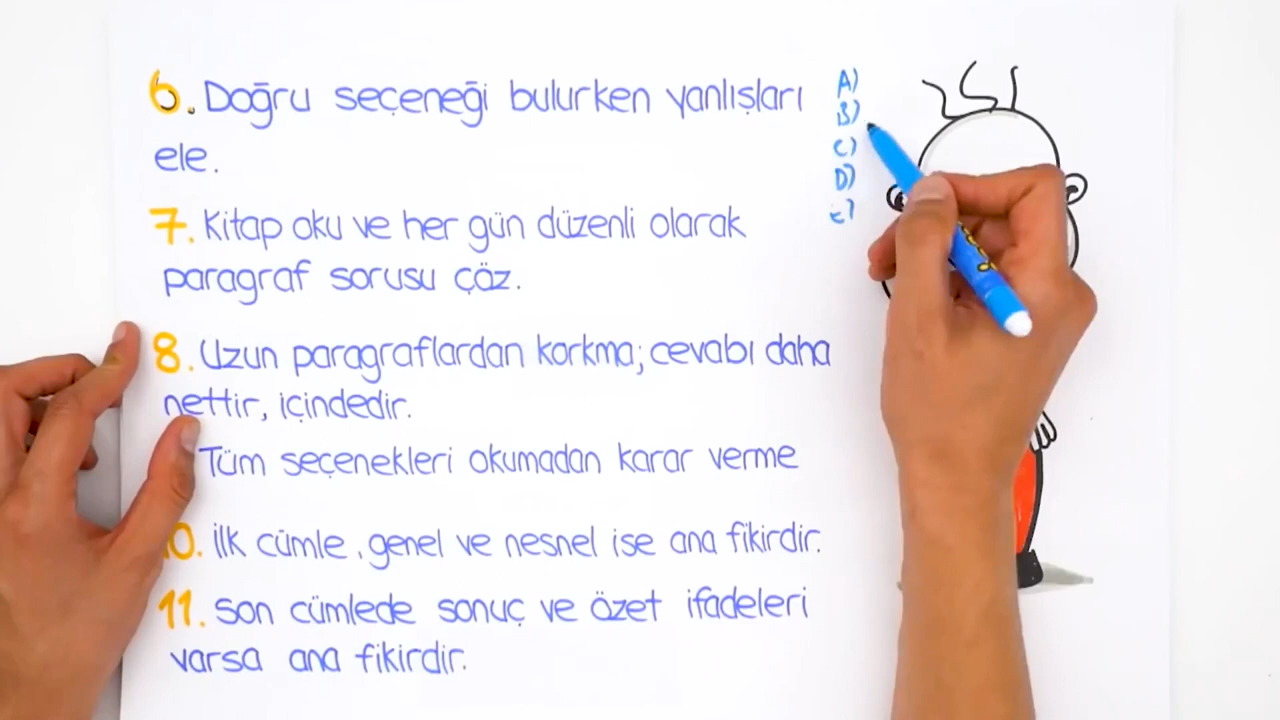 6. Doğru seçeneği bulurken yanlışları
ele.
7. Kitap oku ve her gün düzenli olarak
paragraf sorusu çöz.
8. Uzun paragraflardan korkma; cevabı daha
nettir, içindedir.
Tüm seçenekleri okumadan karar verme
10. İlk cümle, genel ve nesnel ise ana fikirdir.
11. Son cümlede sonuç ve özet ifadeleri
varsa ana fikirdir.
A)
B)
C)
D)
E)